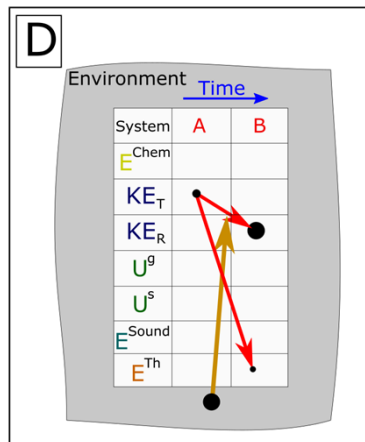 D
Environment
Time
System A B
E^Chem
KE_T
KE_R
U^g
U^s
E^Sound
E^Th